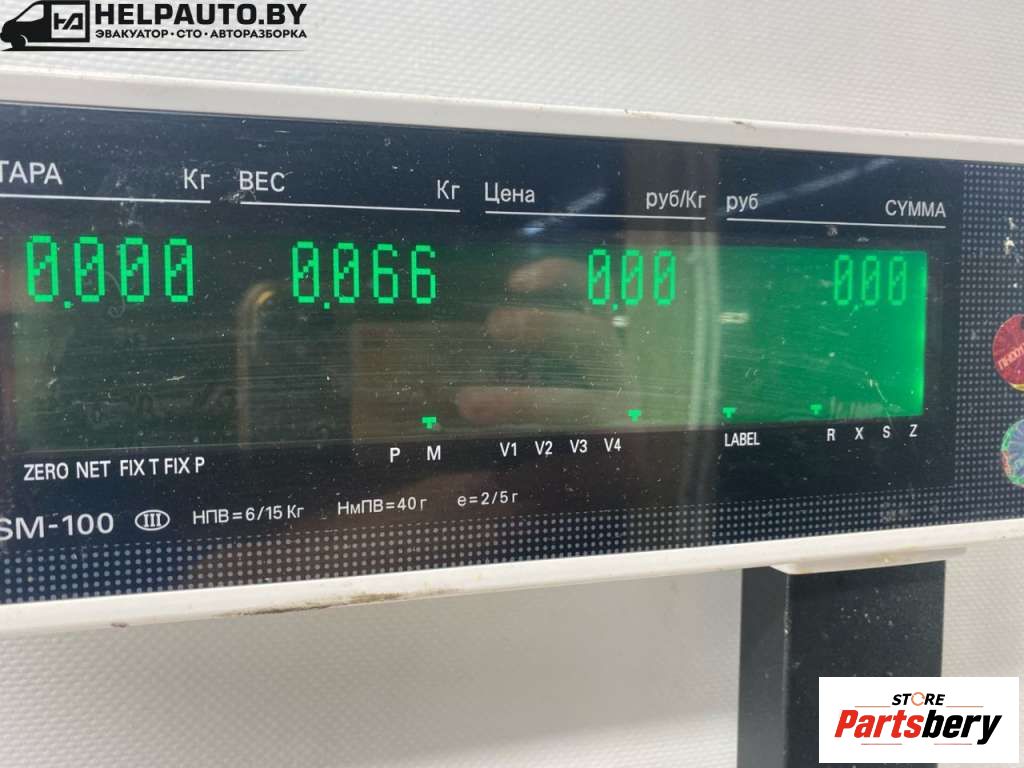 HELPAUTO.BY
ЭВАКУАТОР • СТО • АВТОРАЗБОРКА
ТАРА Кг ВЕС Кг Цена руб/Кг руб СУММА
0.000 0.066 0.00 0.00
P M V1 V2 V3 V4 LABEL R X S Z
ZERO NET FIX T FIX P
SM-100 III НПВ=6/15 Кг НмПВ=40 г e=2/5 г
STORE
Partsbery